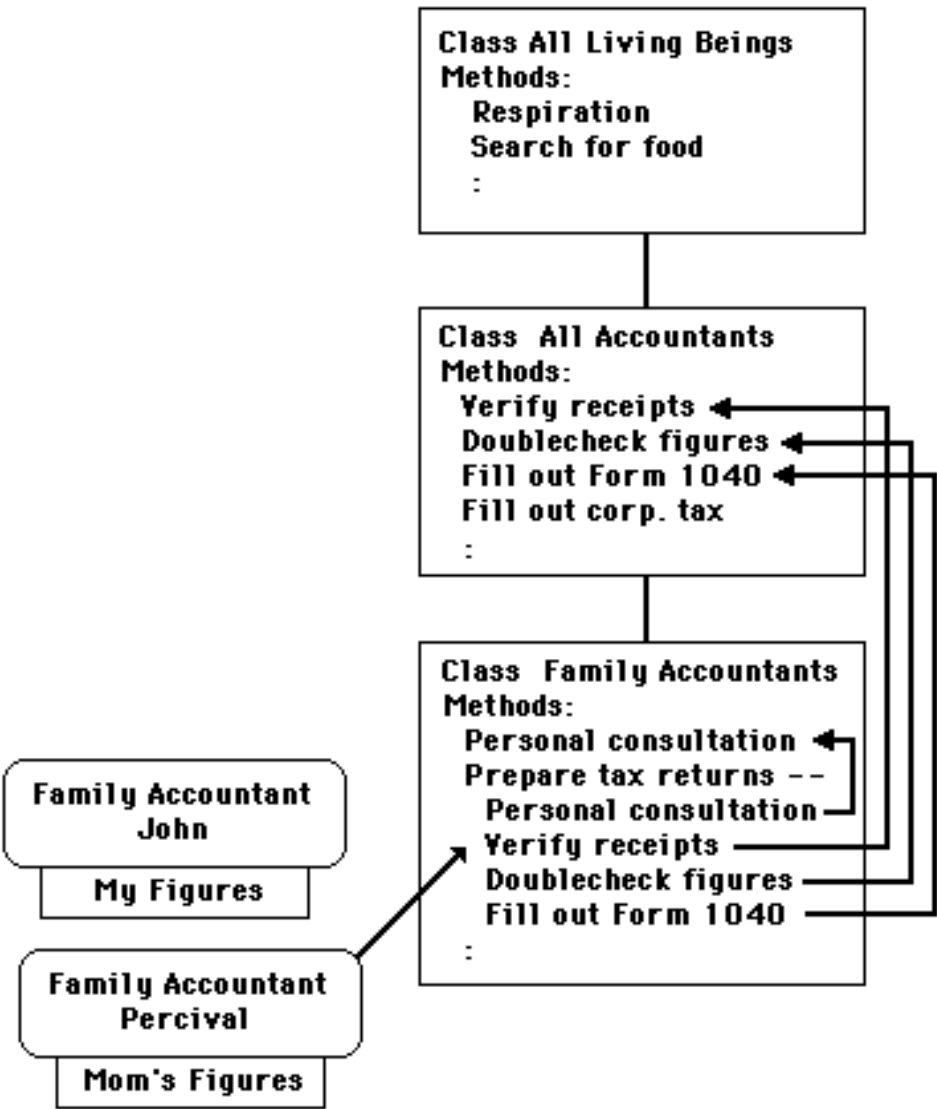 Class All Living Beings
Methods:
Respiration
Search for food
:
Class All Accountants
Methods:
Verify receipts
Doublecheck figures
Fill out Form 1040
Fill out corp. tax
:
Class Family Accountants
Methods:
Personal consultation
Prepare tax returns --
Personal consultation
Verify receipts
Doublecheck figures
Fill out Form 1040
:
Family Accountant
John
My Figures
Family Accountant
Percival
Mom's Figures